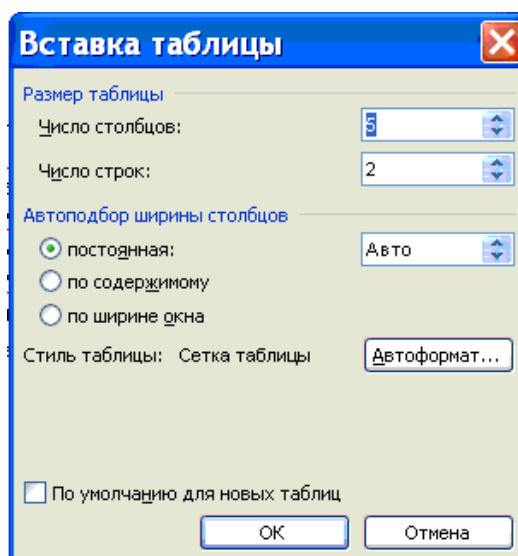 Вставка таблицы
Размер таблицы
Число столбцов: 5
Число строк: 2
Автоподбор ширины столбцов
постоянная: Авто
по содержимому
по ширине окна
Стиль таблицы: Сетка таблицы Автоформат...
По умолчанию для новых таблиц
ОК Отмена